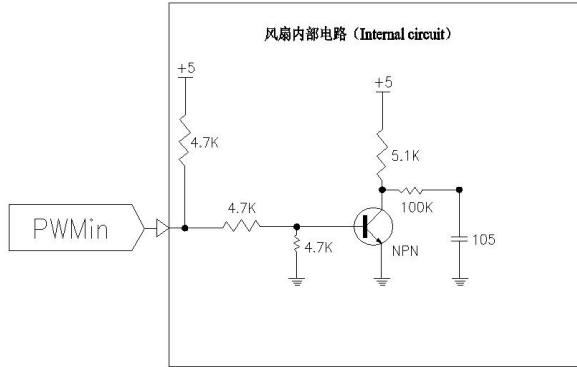 风扇内部电路（Internal circuit）
+5
+5
4.7K
5.1K
4.7K
100K
PWMin
4.7K
NPN
105